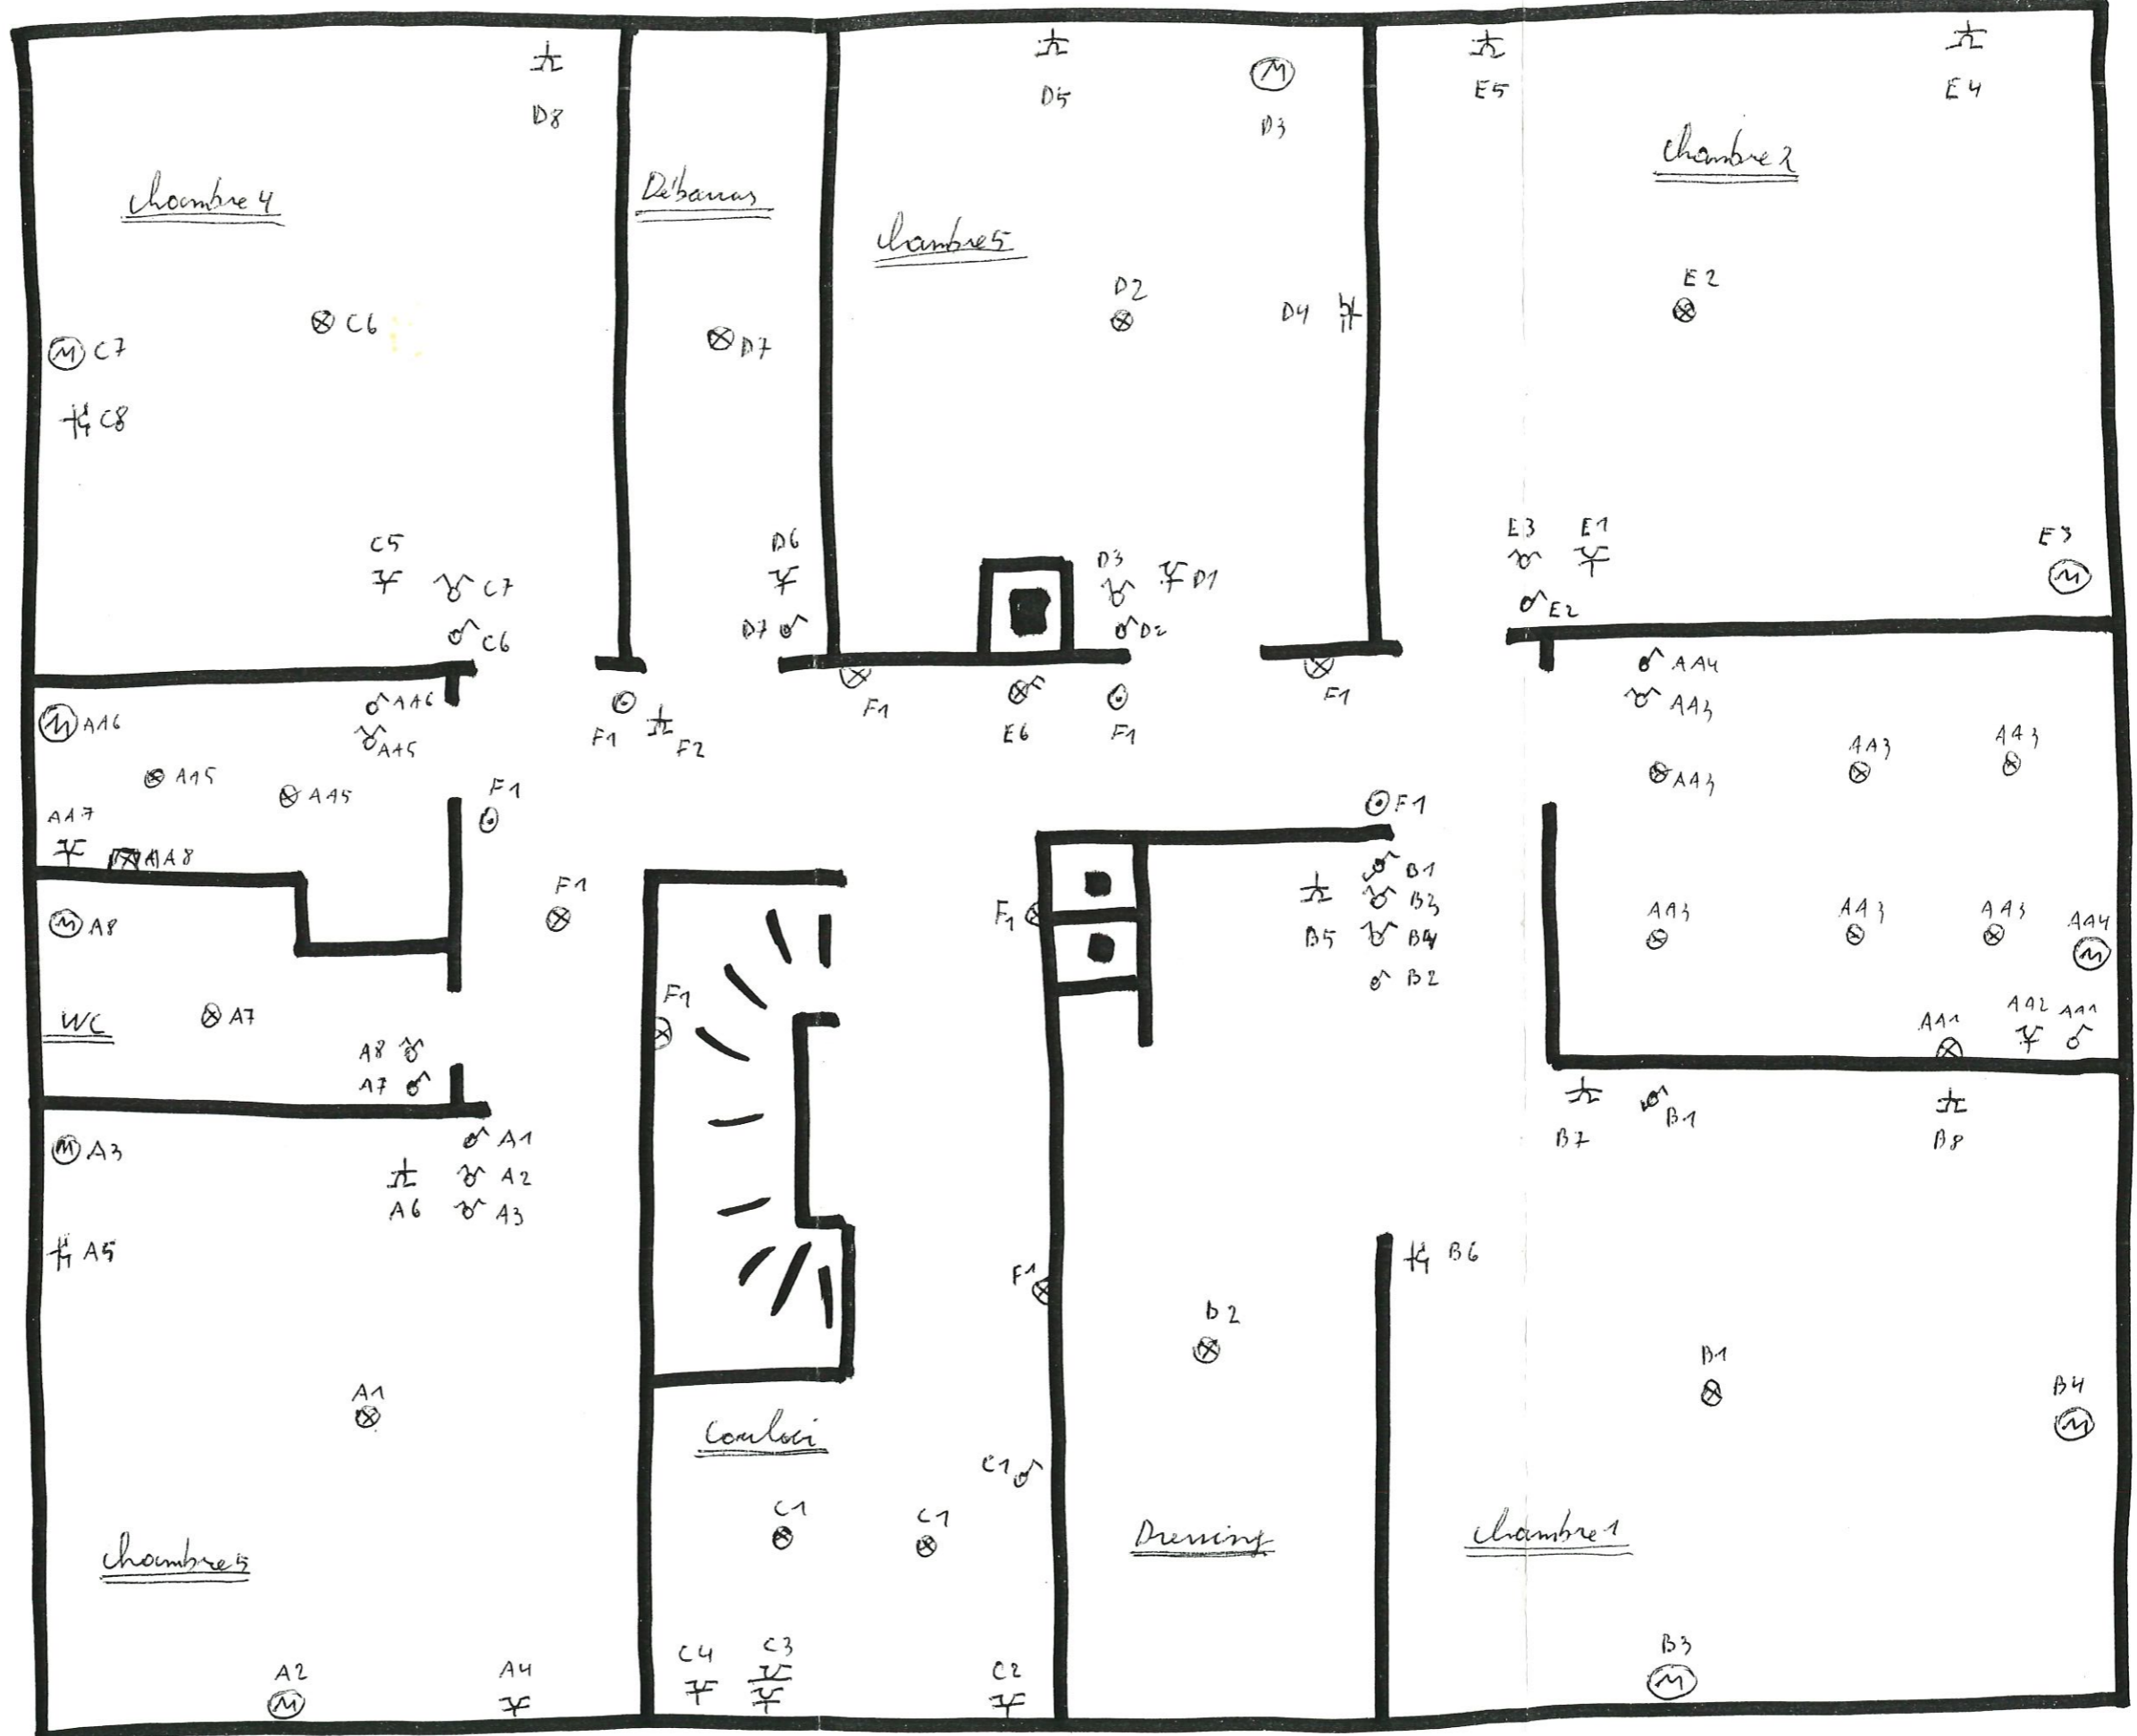 D8
D5
M
D3
E5
E4
Chambre 4
Débarras
Chambre 5
Chambre 2
M C7
C6
D7
D2
D4
E2
C8
C5
C7
C6
D6
D7
D3
D1
D2
E3
E1
E2
E3
M
M AA6
AA6
AA5
F1
F2
F1
E6
F1
F1
AA4
AA3
AA5
AA5
F1
AA3
AA3
AA3
AA7
AA8
F1
F1
B1
B3
B5
B4
B2
M A8
F1
F1
AA3
AA3
AA3
AA4
M
WC
A7
A8
A7
AA1
AA2
AA1
M A3
A1
A2
A6
A3
B7
B1
B8
A5
F1
B6
A1
B2
B1
B4
M
Couloir
C1
C1
C1
Chambre 5
Dressing
Chambre 1
A2
M
A4
C4
C3
C2
B3
M